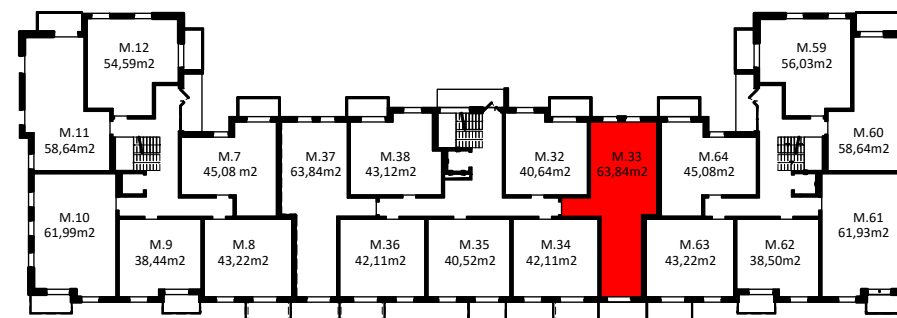 M.12
54,59m2
M.59
56,03m2
M.11
58,64m2
M.7
45,08 m2
M.37
63,84m2
M.38
43,12m2
M.32
40,64m2
M.33
63,84m2
M.64
45,08m2
M.60
58,64m2
M.10
61,99m2
M.9
38,44m2
M.8
43,22m2
M.36
42,11m2
M.35
40,52m2
M.34
42,11m2
M.63
43,22m2
M.62
38,50m2
M.61
61,93m2